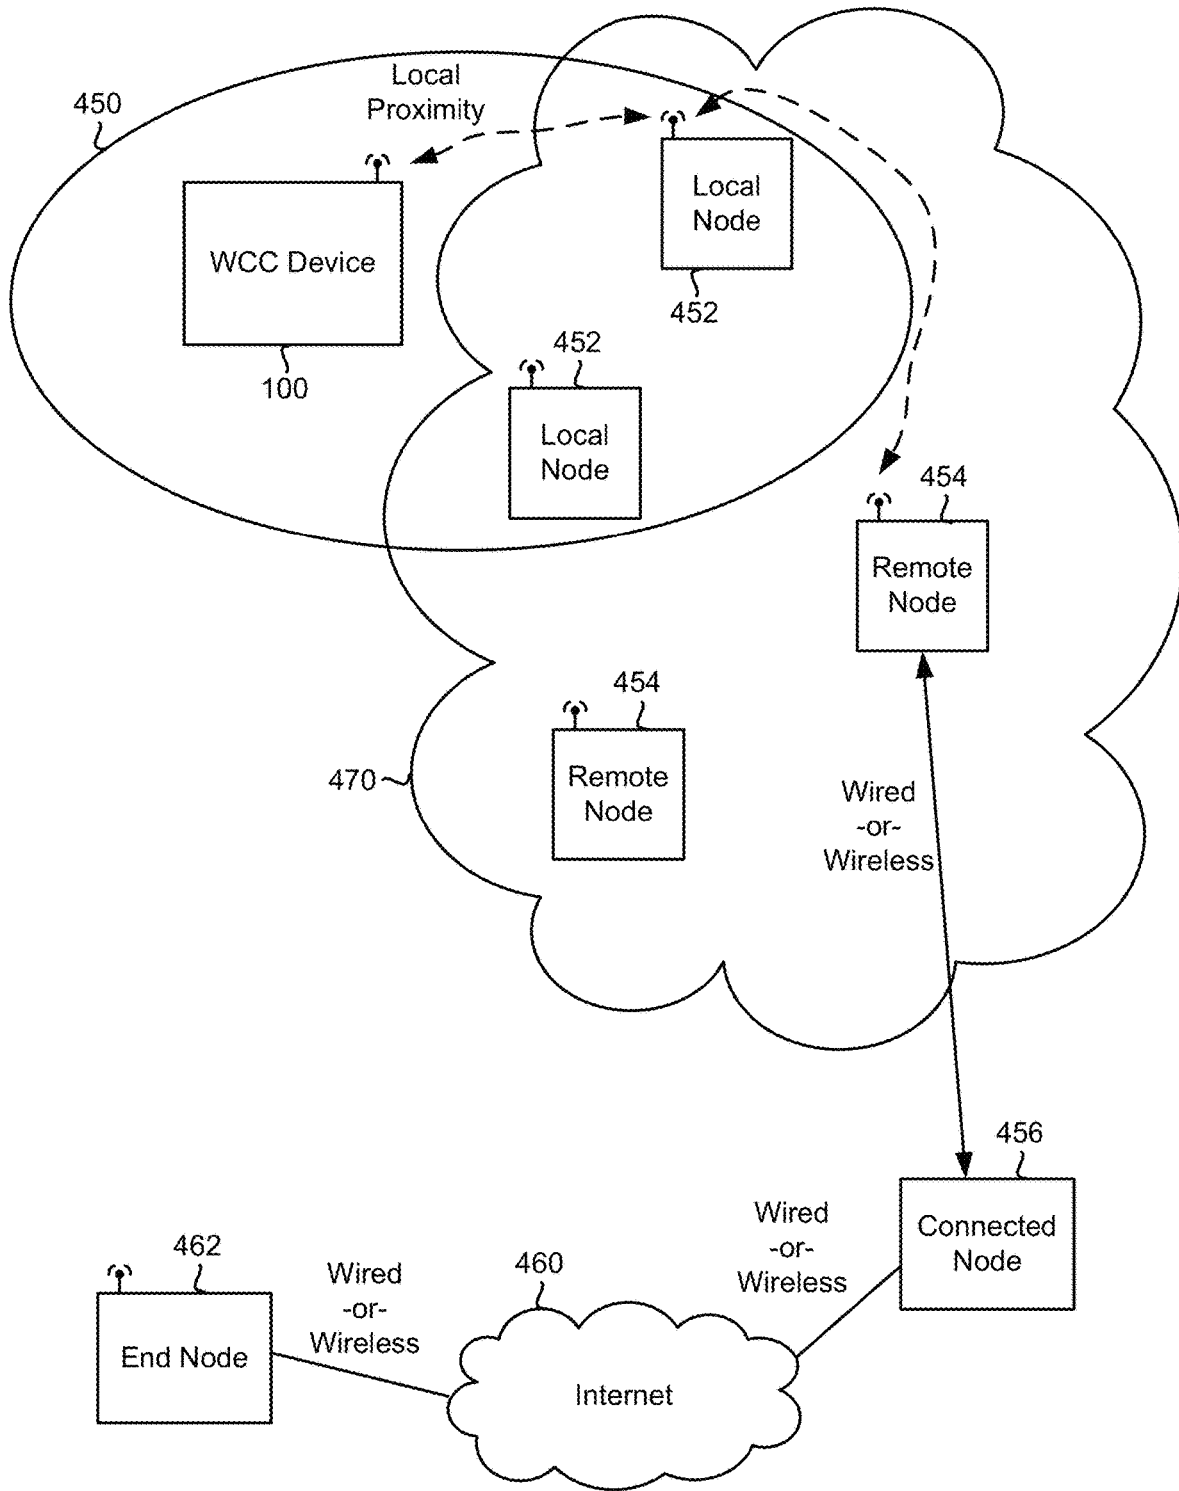 Local
Proximity
450
WCC Device
100
Local
Node
452
452
Local
Node
454
Remote
Node
454
Remote
Node
470
Wired
-or-
Wireless
456
Connected
Node
Wired
-or-
Wireless
460
Internet
Wired
-or-
Wireless
462
End Node